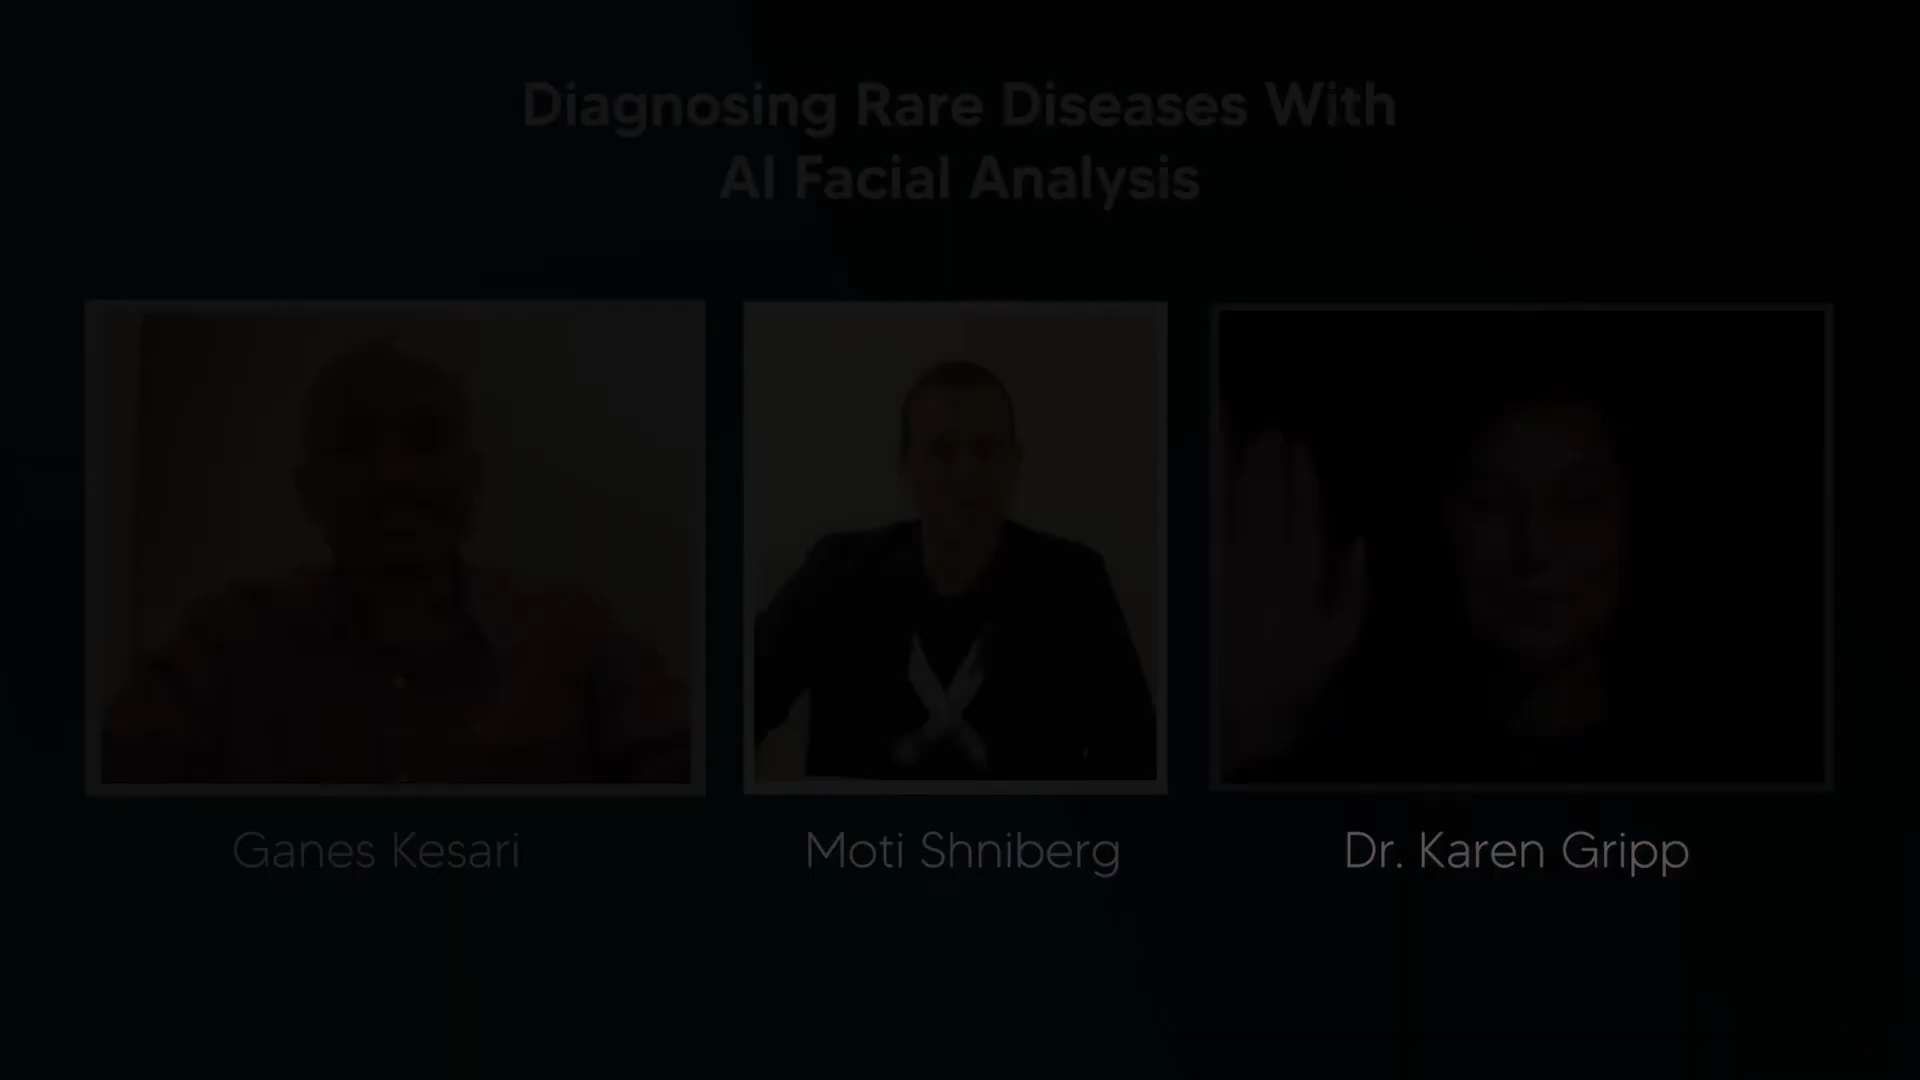 Diagnosing Rare Diseases With
AI Facial Analysis
Ganes Kesari
Moti Shniberg
Dr. Karen Gripp